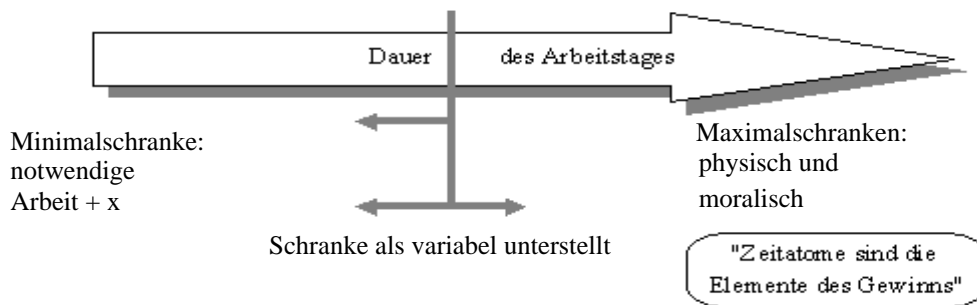 Dauer des Arbeitstages
Minimalschranke:
notwendige
Arbeit + x
Maximalschranken:
physisch und
moralisch
Schranke als variabel unterstellt
"Zeitatome sind die
Elemente des Gewinns"